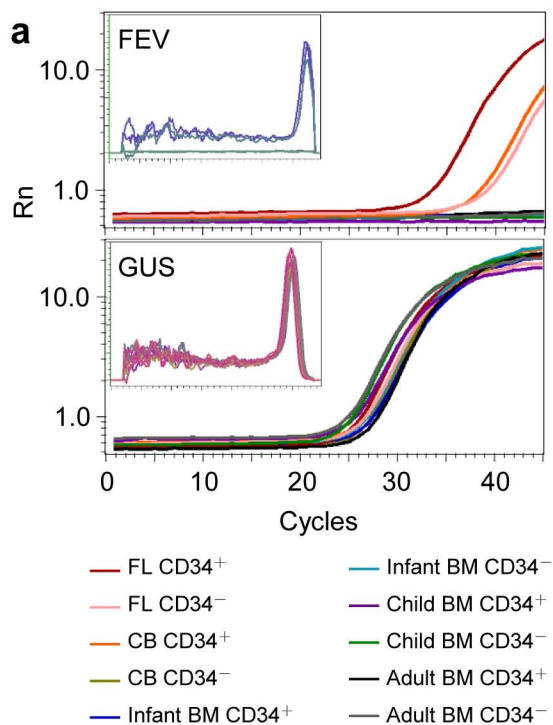 a
FEV
10.0
1.0
Rn
GUS
10.0
1.0
0 10 20 30 40
Cycles
FL CD34⁺
FL CD34⁻
CB CD34⁺
CB CD34⁻
Infant BM CD34⁺
Infant BM CD34⁻
Child BM CD34⁺
Child BM CD34⁻
Adult BM CD34⁺
Adult BM CD34⁻